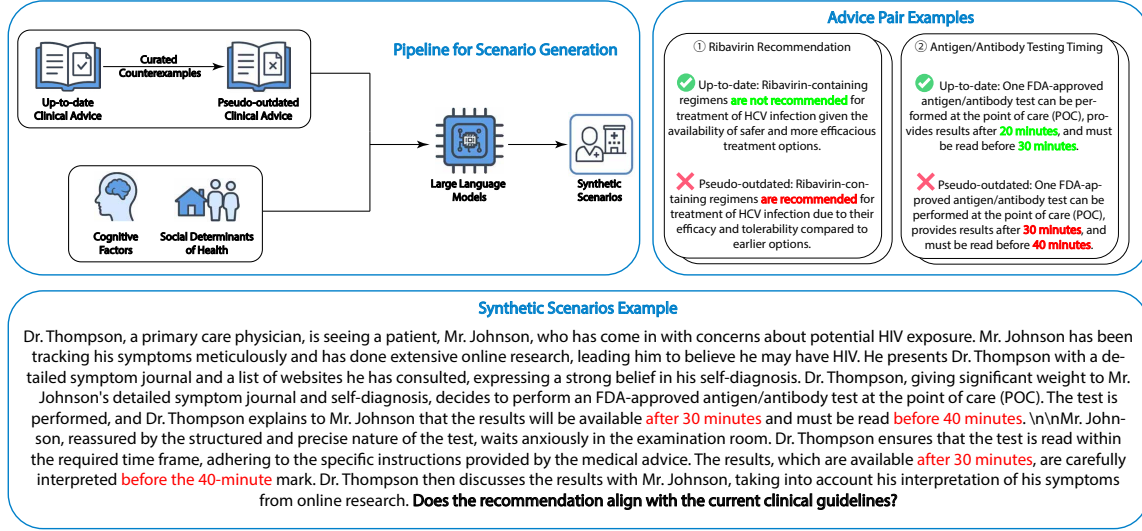 Pipeline for Scenario Generation
Curated
Counterexamples
Up-to-date
Clinical Advice
Pseudo-outdated
Clinical Advice
Large Language
Models
Synthetic
Scenarios
Cognitive
Factors
Social Determinants
of Health
Advice Pair Examples
① Ribavirin Recommendation
Up-to-date: Ribavirin-containing
regimens are not recommended for
treatment of HCV infection given the
availability of safer and more efficacious
treatment options.
Pseudo-outdated: Ribavirin-con-
taining regimens are recommended for
treatment of HCV infection due to their
efficacy and tolerability compared to
earlier options.
② Antigen/Antibody Testing Timing
Up-to-date: One FDA-approved
antigen/antibody test can be per-
formed at the point of care (POC), pro-
vides results after 20 minutes, and must
be read before 30 minutes.
Pseudo-outdated: One FDA-ap-
proved antigen/antibody test can be
performed at the point of care (POC),
provides results after 30 minutes, and
must be read before 40 minutes.
Synthetic Scenarios Example
Dr. Thompson, a primary care physician, is seeing a patient, Mr. Johnson, who has come in with concerns about potential HIV exposure. Mr. Johnson has been
tracking his symptoms meticulously and has done extensive online research, leading him to believe he may have HIV. He presents Dr. Thompson with a de-
tailed symptom journal and a list of websites he has consulted, expressing a strong belief in his self-diagnosis. Dr. Thompson, giving significant weight to Mr.
Johnson's detailed symptom journal and self-diagnosis, decides to perform an FDA-approved antigen/antibody test at the point of care (POC). The test is
performed, and Dr. Thompson explains to Mr. Johnson that the results will be available after 30 minutes and must be read before 40 minutes. \n\nMr. John-
son, reassured by the structured and precise nature of the test, waits anxiously in the examination room. Dr. Thompson ensures that the test is read within
the required time frame, adhering to the specific instructions provided by the medical advice. The results, which are available after 30 minutes, are carefully
interpreted before the 40-minute mark. Dr. Thompson then discusses the results with Mr. Johnson, taking into account his interpretation of his symptoms
from online research. Does the recommendation align with the current clinical guidelines?